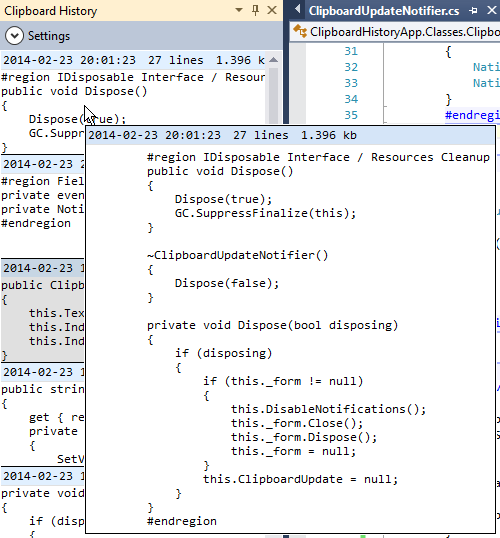 Clipboard History
Settings
2014-02-23 20:01:23 27 lines 1.396 k
#region IDisposable Interface / Resour
public void Dispose()
{
Dispose(true);
GC.Suppr
}
2014-02-23 2
#region Fiel
private even
private Noti
#endregion
2014-02-23 1
public Clipb
{
this.Tex
this.Ind
this.Ind
}
2014-02-23 1
public strin
{
get { re
private
{
SetV
2014-02-23 1
private void
{
if (disp
{
ClipboardUpdateNotifier.cs
ClipboardHistoryApp.Classes.Clipbo
31 {
32 Nati
33 Nati
34 }
35 #endregi
2014-02-23 20:01:23 27 lines 1.396 kb
#region IDisposable Interface / Resources Cleanup
public void Dispose()
{
Dispose(true);
GC.SuppressFinalize(this);
}
~ClipboardUpdateNotifier()
{
Dispose(false);
}
private void Dispose(bool disposing)
{
if (disposing)
{
if (this._form != null)
{
this.DisableNotifications();
this._form.Close();
this._form.Dispose();
this._form = null;
}
this.ClipboardUpdate = null;
}
}
#endregion